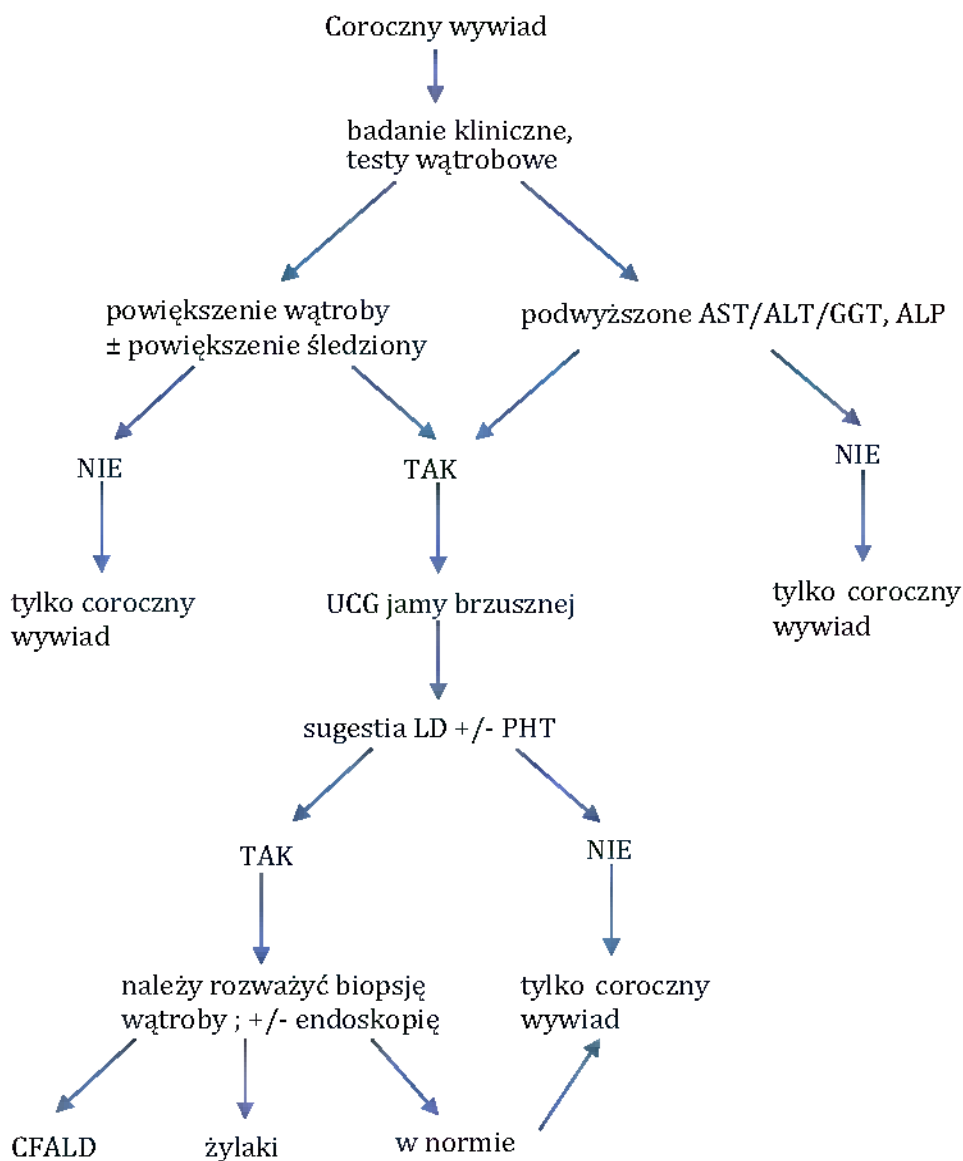 Coroczny wywiad
badanie kliniczne,
testy wątrobowe
powiększenie wątroby
± powiększenie śledziony
podwyższone AST/ALT/GGT, ALP
NIE
TAK
NIE
tylko coroczny
wywiad
UCG jamy brzusznej
tylko coroczny
wywiad
sugestia LD +/- PHT
TAK
NIE
należy rozważyć biopsję
wątroby ; +/- endoskopię
tylko coroczny
wywiad
CFALD
żylaki
w normie